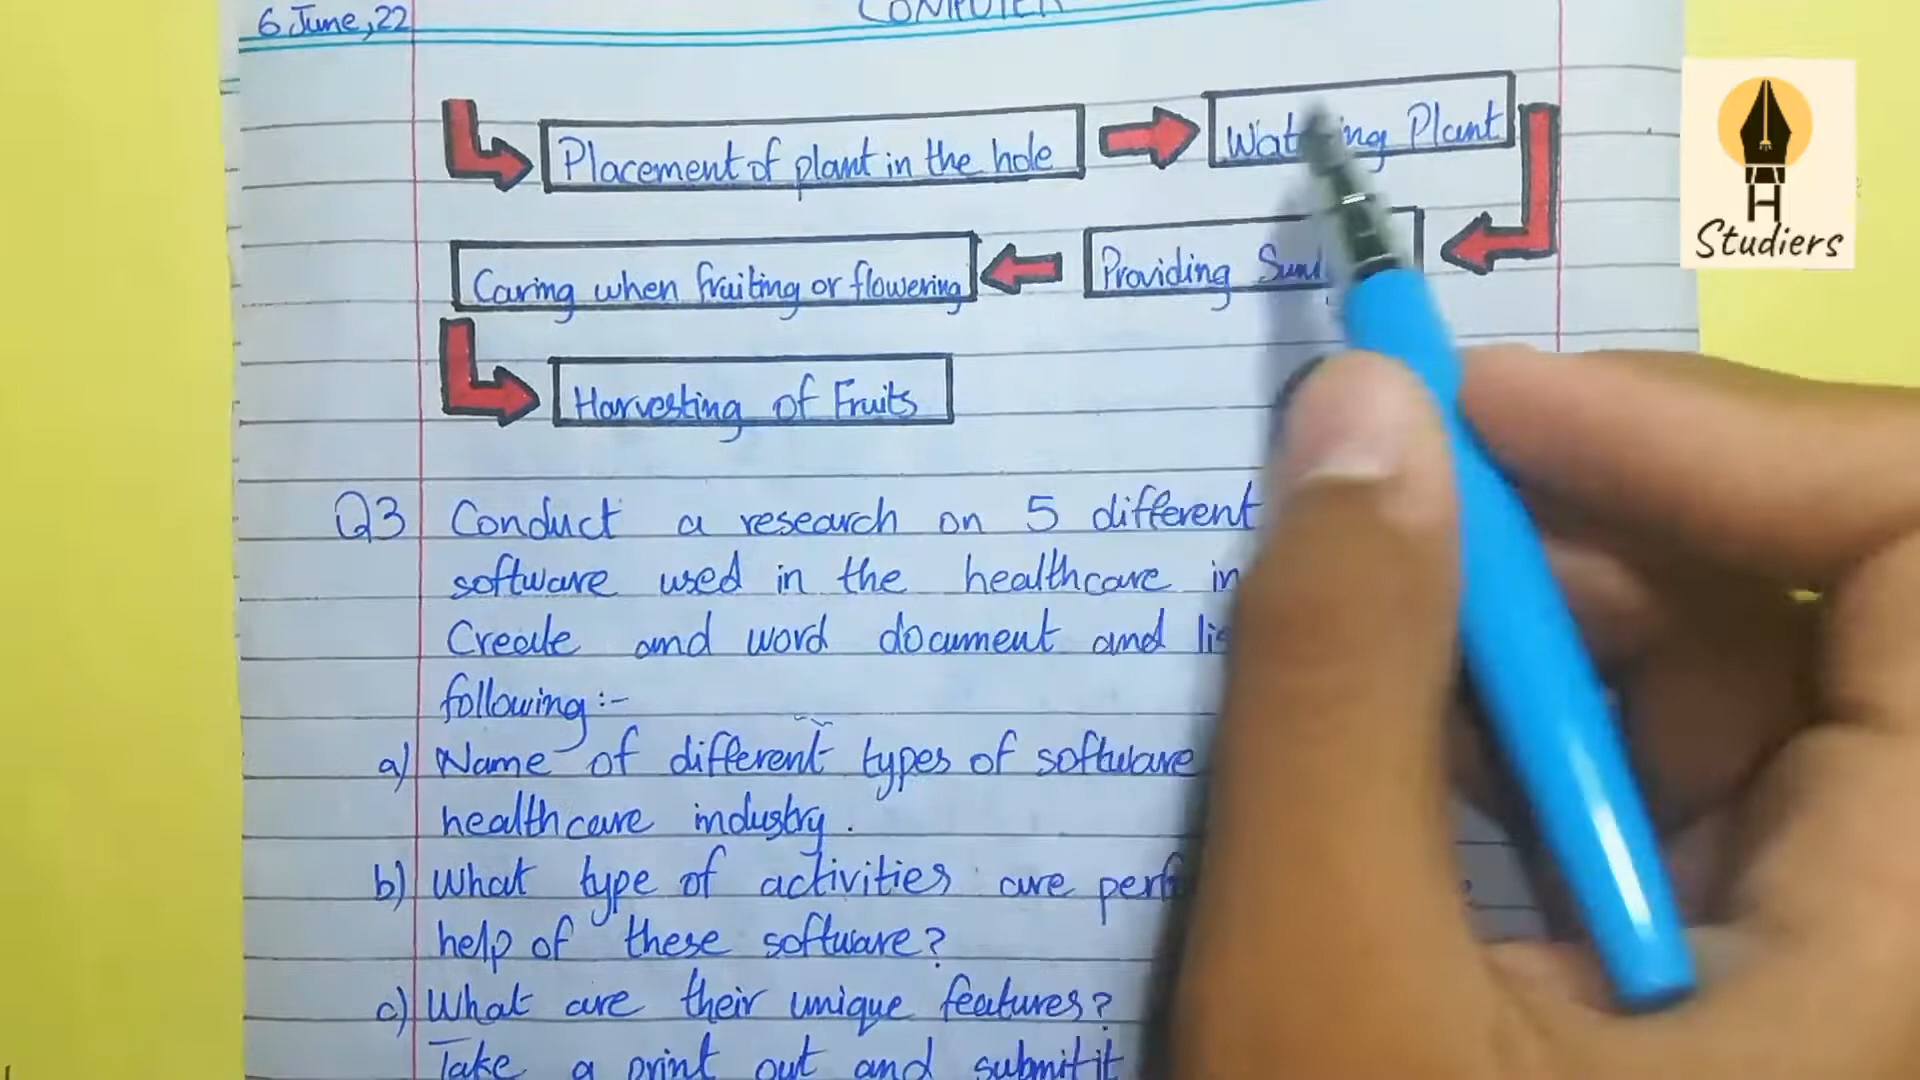 6 June, 22
COMPUTER
Placement of plant in the hole
Plant
Providing
Caring when fruiting or flowering
Harvesting of Fruits
Q3 Conduct a research on 5 different
software used in the healthcare
Create and word document and
following:-
a) Name of different types of software
healthcare industry.
b) What type of activities are
help of these software?
c) What are their unique features?
Take a print out and submit it
Studiers